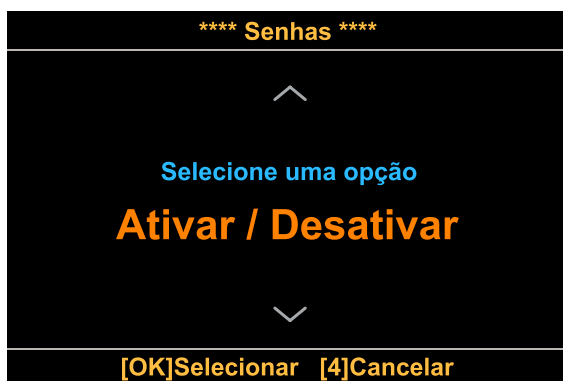 **** Senhas ****
Selecione uma opção
Ativar / Desativar
[OK]Selecionar [4]Cancelar